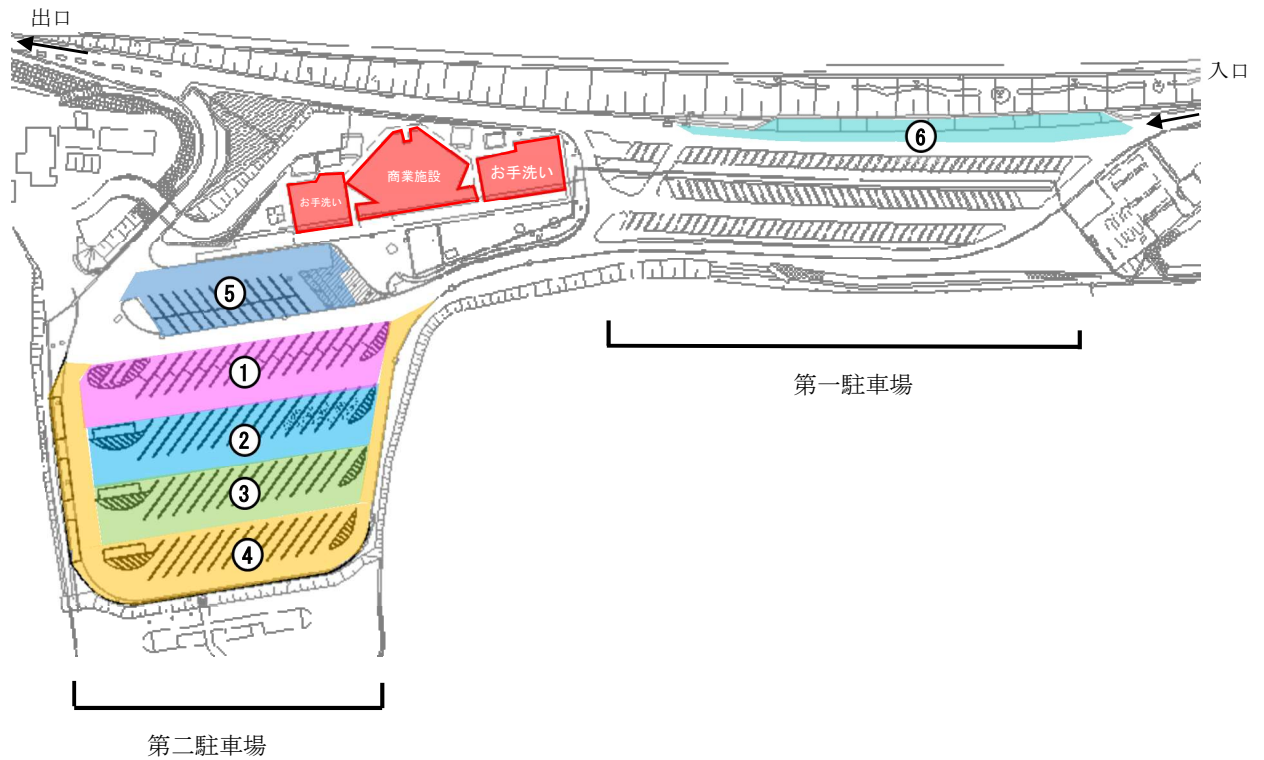 出口
入口
⑥
商業施設
お手洗い
お手洗い
⑤
①
第一駐車場
②
③
④
第二駐車場